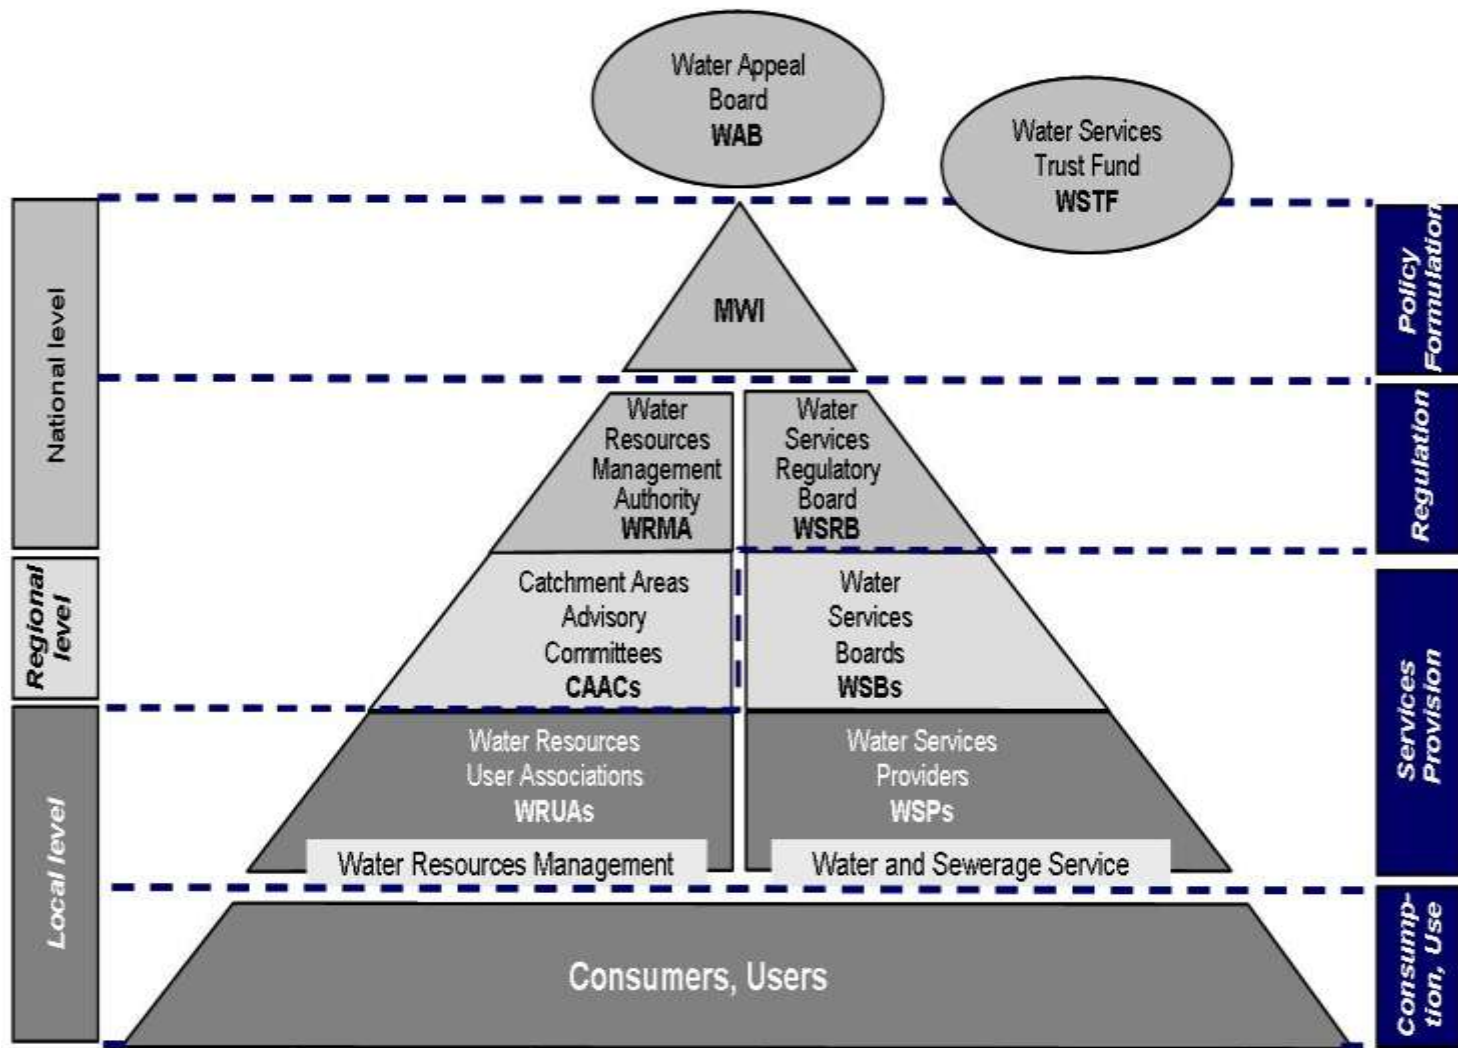 Water Appeal
Board
WAB
Water Services
Trust Fund
WSTF
National level
Policy
Formulation
MWI
Water
Resources
Management
Authority
WRMA
Water
Services
Regulatory
Board
WSRB
Regulation
Regional
level
Catchment Areas
Advisory
Committees
CAACs
Water
Services
Boards
WSBs
Services
Provision
Local level
Water Resources
User Associations
WRUAs
Water Services
Providers
WSPs
Water Resources Management
Water and Sewerage Service
Consumers, Users
Consump-
tion, Use